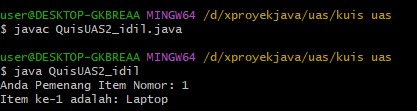 user@DESKTOP-GKBREAA MINGW64 /d/xproyekjava/uas/kuis uas
$ javac QuisUAS2_idil.java
user@DESKTOP-GKBREAA MINGW64 /d/xproyekjava/uas/kuis uas
$ java QuisUAS2_idil
Anda Pemenang Item Nomor: 1
Item ke-1 adalah: Laptop